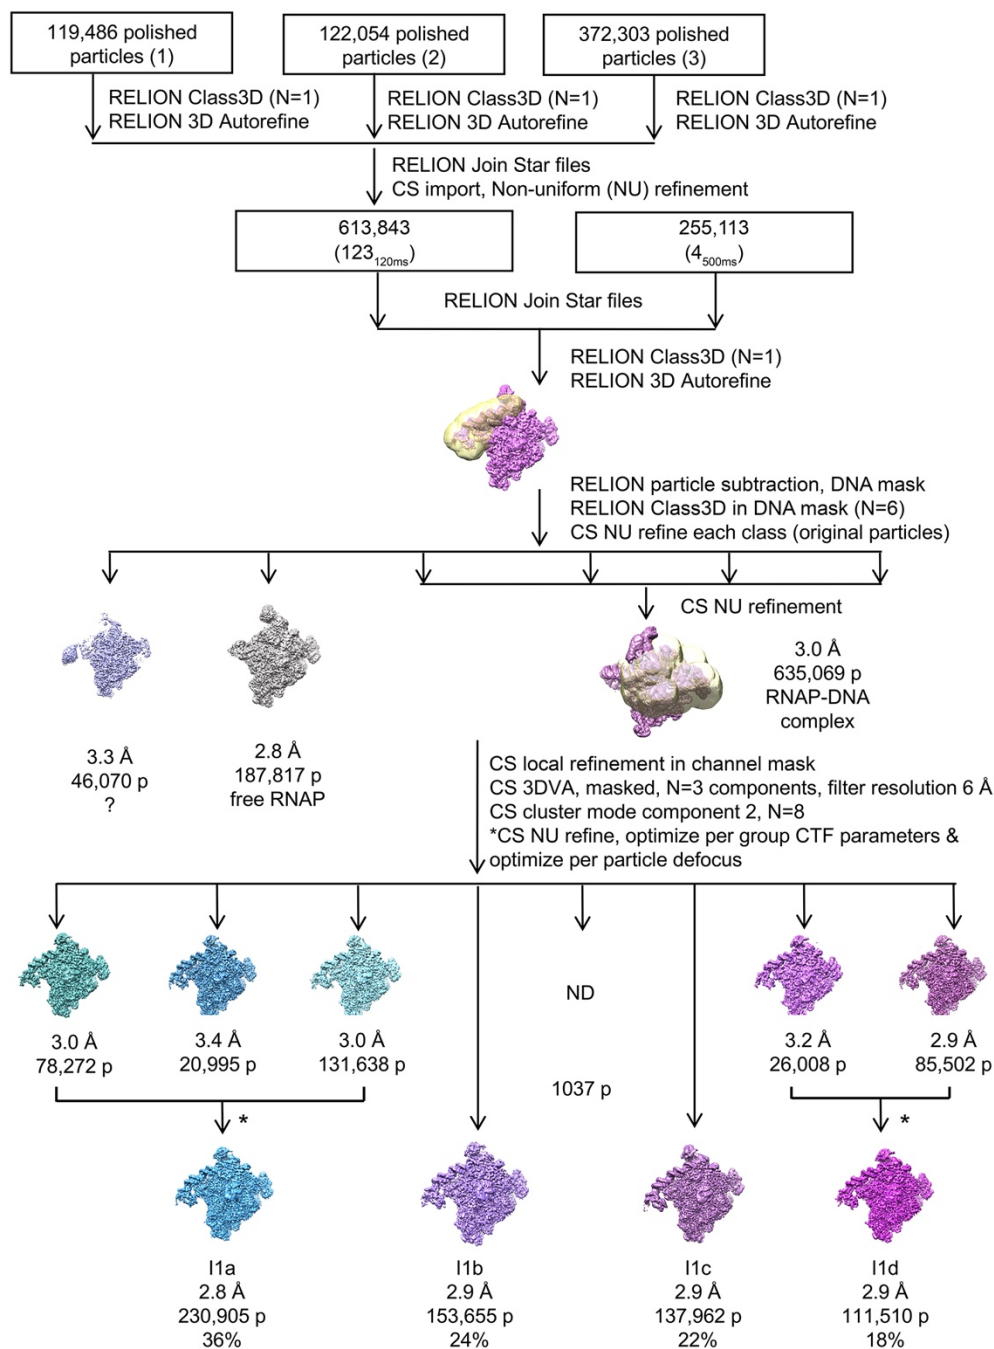 119,486 polished
particles (1)
122,054 polished
particles (2)
372,303 polished
particles (3)
RELION Class3D (N=1)
RELION 3D Autorefine
RELION Class3D (N=1)
RELION 3D Autorefine
RELION Class3D (N=1)
RELION 3D Autorefine
RELION Join Star files
CS import, Non-uniform (NU) refinement
613,843
(123120ms)
255,113
(4500ms)
RELION Join Star files
RELION Class3D (N=1)
RELION 3D Autorefine
RELION particle subtraction, DNA mask
RELION Class3D in DNA mask (N=6)
CS NU refine each class (original particles)
CS NU refinement
3.0 Å
635,069 p
RNAP-DNA
complex
3.3 Å
46,070 p
?
2.8 Å
187,817 p
free RNAP
CS local refinement in channel mask
CS 3DVA, masked, N=3 components, filter resolution 6 Å
CS cluster mode component 2, N=8
*CS NU refine, optimize per group CTF parameters &
optimize per particle defocus
3.0 Å
78,272 p
3.4 Å
20,995 p
3.0 Å
131,638 p
ND
1037 p
3.2 Å
26,008 p
2.9 Å
85,502 p
*
*
I1a
2.8 Å
230,905 p
36%
I1b
2.9 Å
153,655 p
24%
I1c
2.9 Å
137,962 p
22%
I1d
2.9 Å
111,510 p
18%